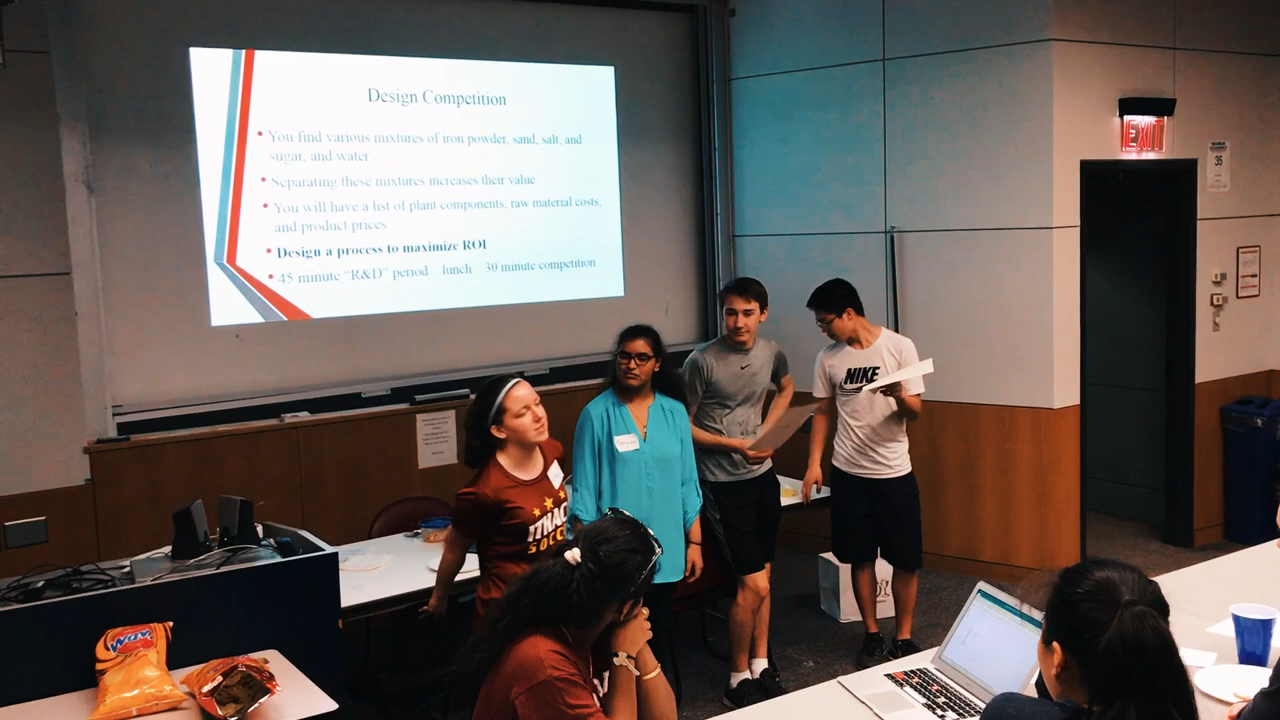 Design Competition
• You find various mixtures of iron powder, sand, salt, and
sugar, and water
• Separating these mixtures increases their value
• You will have a list of plant components, raw material costs,
and product prices
• Design a process to maximize ROI
• 45 minute “R&D” period lunch 30 minute competition
EXIT
35
NIKE
ITHAC
SOCC